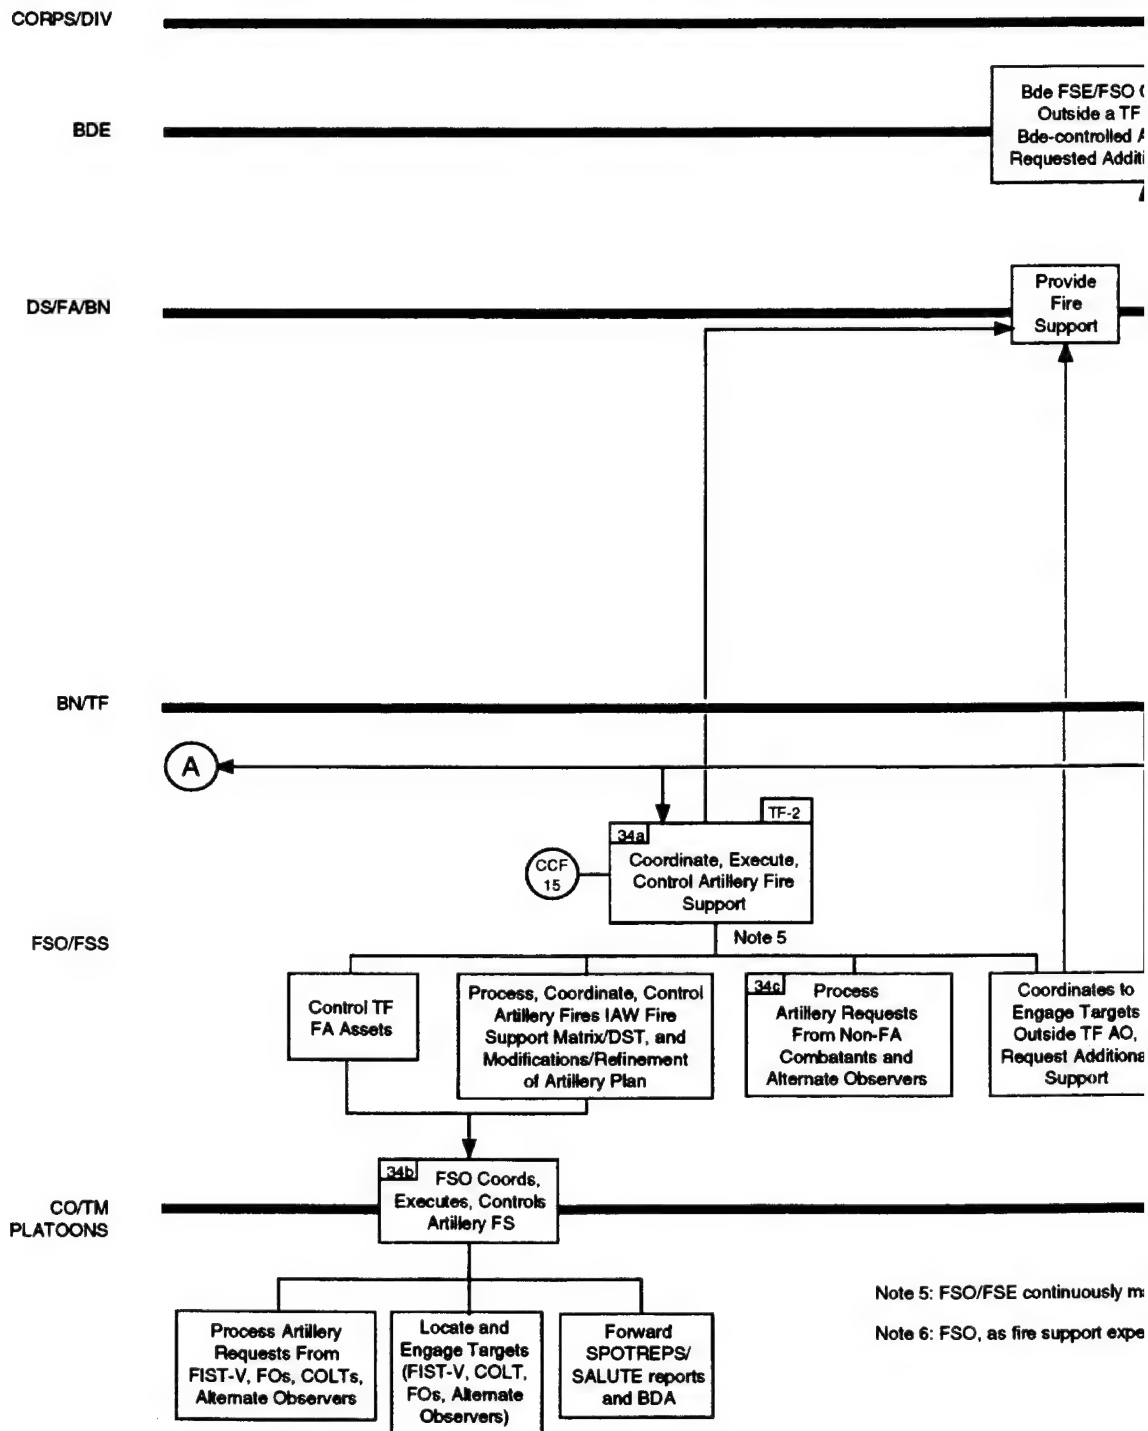 CORPS/DIV
Bde FSE/FSO
Outside a TF
Bde-controlled
Requested Additi
BDE
Provide
Fire
Support
DS/FA/BN
BN/TF
A
TF-2
34a
Coordinate, Execute,
Control Artillery Fire
Support
CCF
15
Note 5
FSO/FSS
Control TF
FA Assets
Process, Coordinate, Control
Artillery Fires IAW Fire
Support Matrix/DST, and
Modifications/Refinement
of Artillery Plan
34c
Process
Artillery Requests
From Non-FA
Combatants and
Alternate Observers
Coordinates to
Engage Targets
Outside TF AO,
Request Additiona
Support
34b
FSO Coords,
Executes, Controls
Artillery FS
CO/TM
PLATOONS
Process Artillery
Requests From
FIST-V, FOs, COLTs,
Alternate Observers
Locate and
Engage Targets
(FIST-V, COLT,
FOs, Alternate
Observers)
Forward
SPOTREPS/
SALUTE reports
and BDA
Note 5: FSO/FSE continuously m
Note 6: FSO, as fire support expe